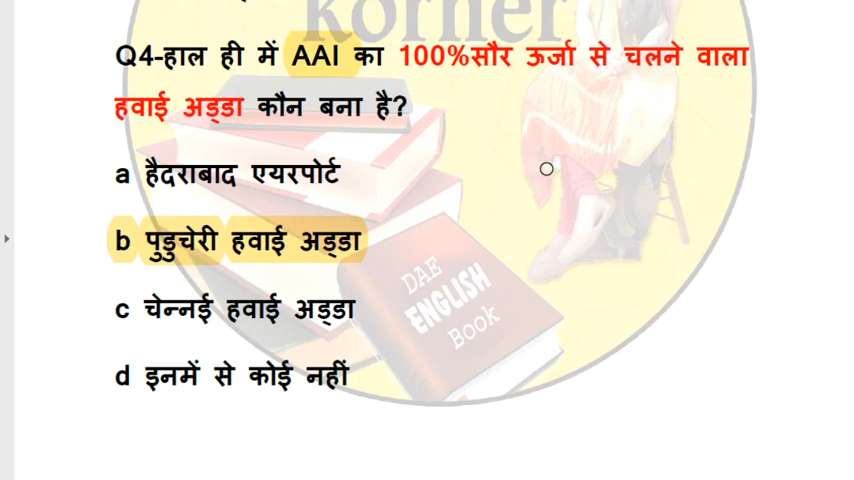 korner
Q4-हाल ही में AAI का 100%सौर ऊर्जा से चलने वाला
हवाई अड्डा कौन बना है?
a हैदराबाद एयरपोर्ट
b पुडुचेरी हवाई अड्डा
c चेन्नई हवाई अड्डा
d इनमें से कोई नहीं
DAE
ENGLISH
Book